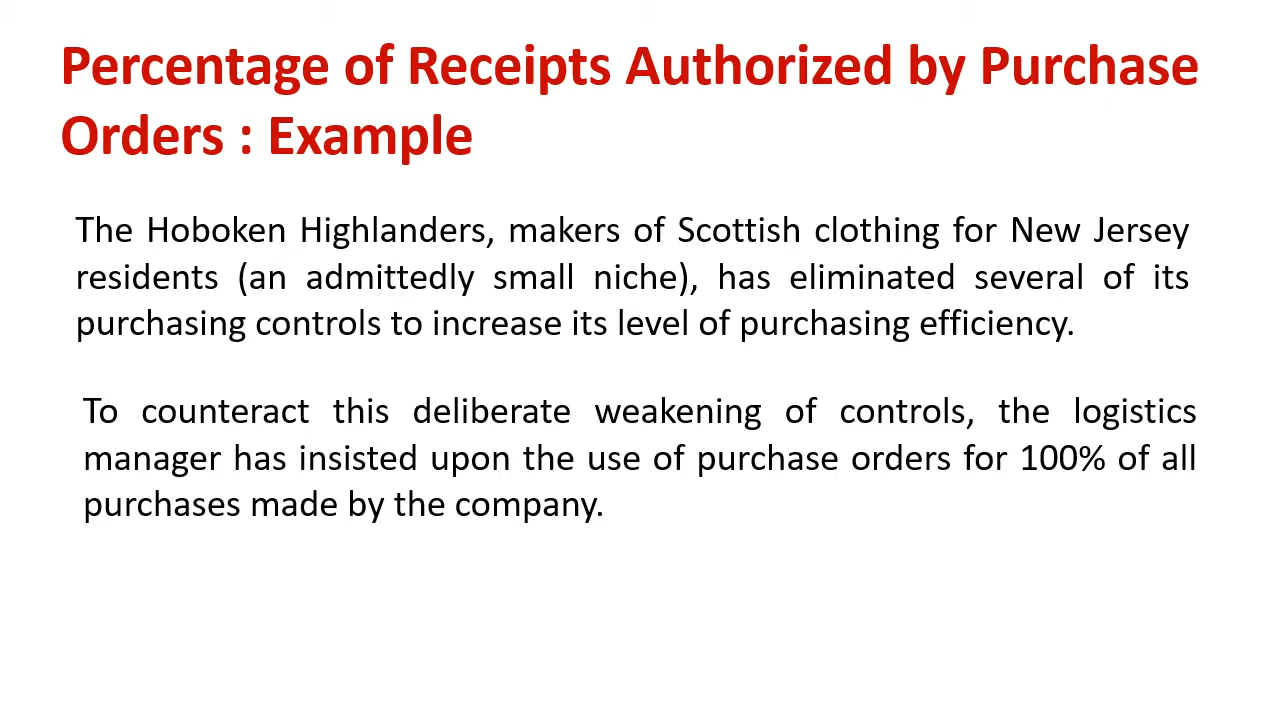 Percentage of Receipts Authorized by Purchase
Orders : Example
The Hoboken Highlanders, makers of Scottish clothing for New Jersey
residents (an admittedly small niche), has eliminated several of its
purchasing controls to increase its level of purchasing efficiency.
To counteract this deliberate weakening of controls, the logistics
manager has insisted upon the use of purchase orders for 100% of all
purchases made by the company.